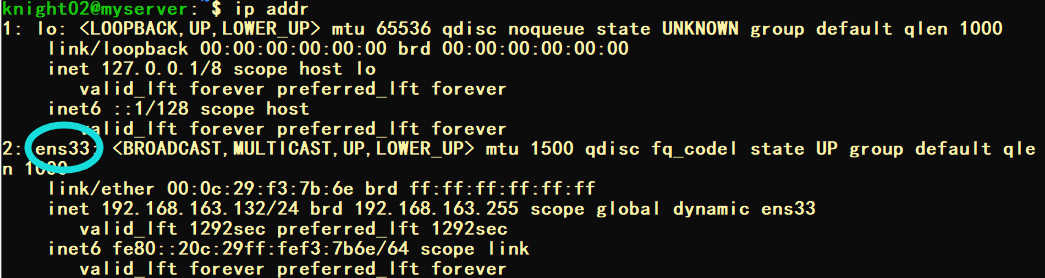 knight02@myserver:~$ ip addr
1: lo: <LOOPBACK,UP,LOWER_UP> mtu 65536 qdisc noqueue state UNKNOWN group default qlen 1000
    link/loopback 00:00:00:00:00:00 brd 00:00:00:00:00:00
    inet 127.0.0.1/8 scope host lo
       valid_lft forever preferred_lft forever
    inet6 ::1/128 scope host
       valid_lft forever preferred_lft forever
2: ens33: <BROADCAST,MULTICAST,UP,LOWER_UP> mtu 1500 qdisc fq_codel state UP group default qle
n 1000
    link/ether 00:0c:29:f3:7b:6e brd ff:ff:ff:ff:ff:ff
    inet 192.168.163.132/24 brd 192.168.163.255 scope global dynamic ens33
       valid_lft 1292sec preferred_lft 1292sec
    inet6 fe80::20c:29ff:fef3:7b6e/64 scope link
       valid_lft forever preferred_lft forever